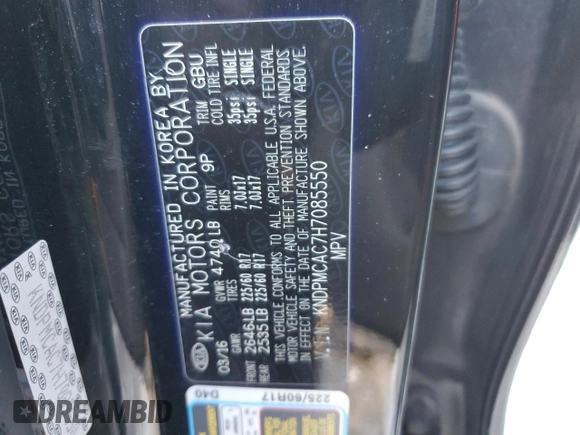 MANUFACTURED IN KOREA BY
KIA KIA MOTORS CORPORATION
03/16 GVWR 4740LB PAINT 9P TRIM GBU
GAWR TIRES RIMS COLD TIRE INFL
FRONT 2646LB 225/60 R17 7.0Jx17 35psi SINGLE
REAR 2535LB 225/60 R17 7.0Jx17 35psi SINGLE
THIS VEHICLE CONFORMS TO ALL APPLICABLE U.S.A. FEDERAL
MOTOR VEHICLE SAFETY AND THEFT PREVENTION STANDARDS
IN EFFECT ON THE DATE OF MANUFACTURE SHOWN ABOVE.
V.I.N: KNDPMCAC7H7085550
MPV
D40
225/60R17
DREAMBID